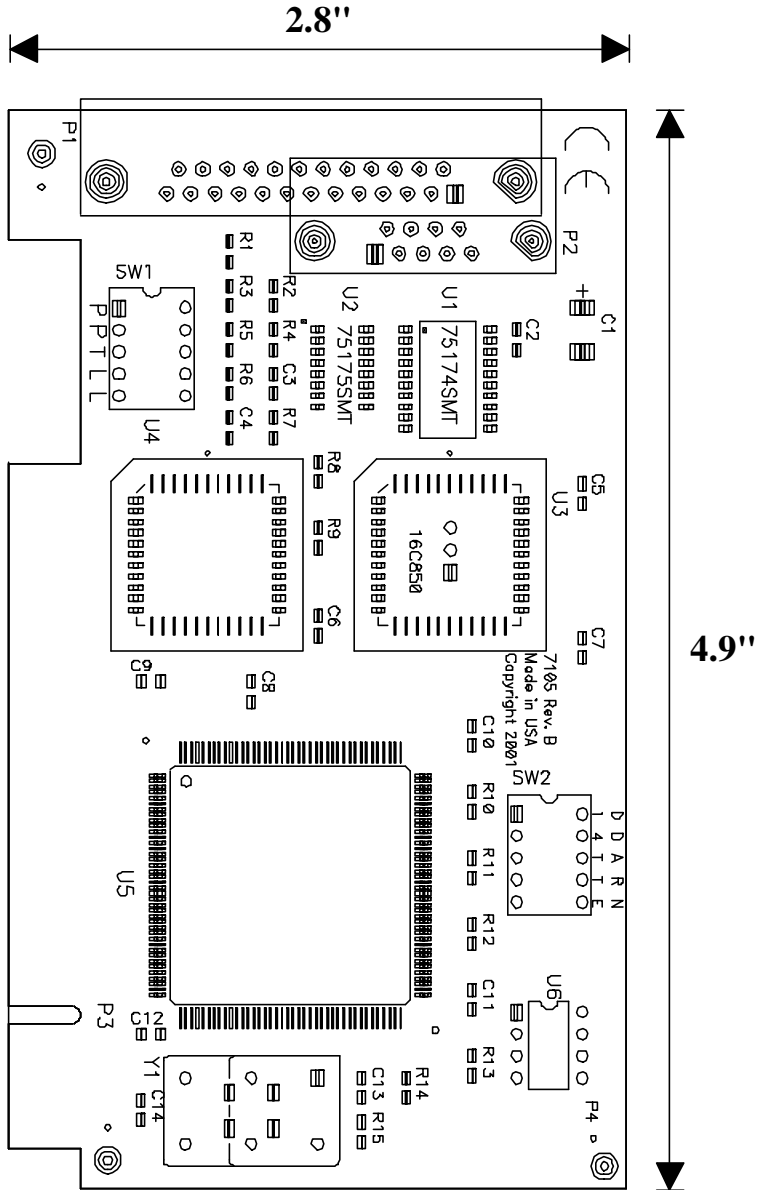 2.8"
P1
P2
R1
SW1
R3
R2
U2
U1
+
C1
P
P
T
L
L
R5
R4
75175SMT
75174SMT
C2
R6
C3
U4
C4
R7
R8
C5
U3
R9
16C850
C6
C7
4.9"
C9
C8
7105 Rev. B
Made in USA
Copyright 2001
C10
SW2
R10
1 D
4 D
T A
T R
E N
U5
R11
R12
P3
C12
C11
U6
Y1
C14
C13
R14
R13
R15
P4